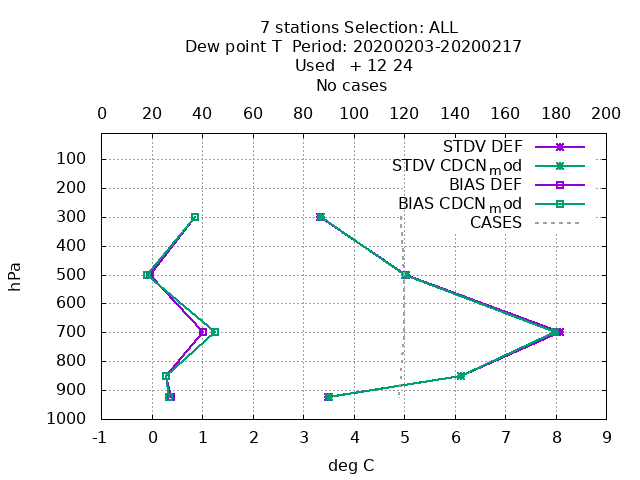 7 stations Selection: ALL
Dew point T  Period: 20200203-20200217
Used   + 12 24
No cases
0 20 40 60 80 100 120 140 160 180 200
STDV DEF
STDV CDCN_mod
BIAS DEF
BIAS CDCN_mod
CASES
100
200
300
400
500
600
700
800
900
1000
hPa
-1 0 1 2 3 4 5 6 7 8 9
deg C